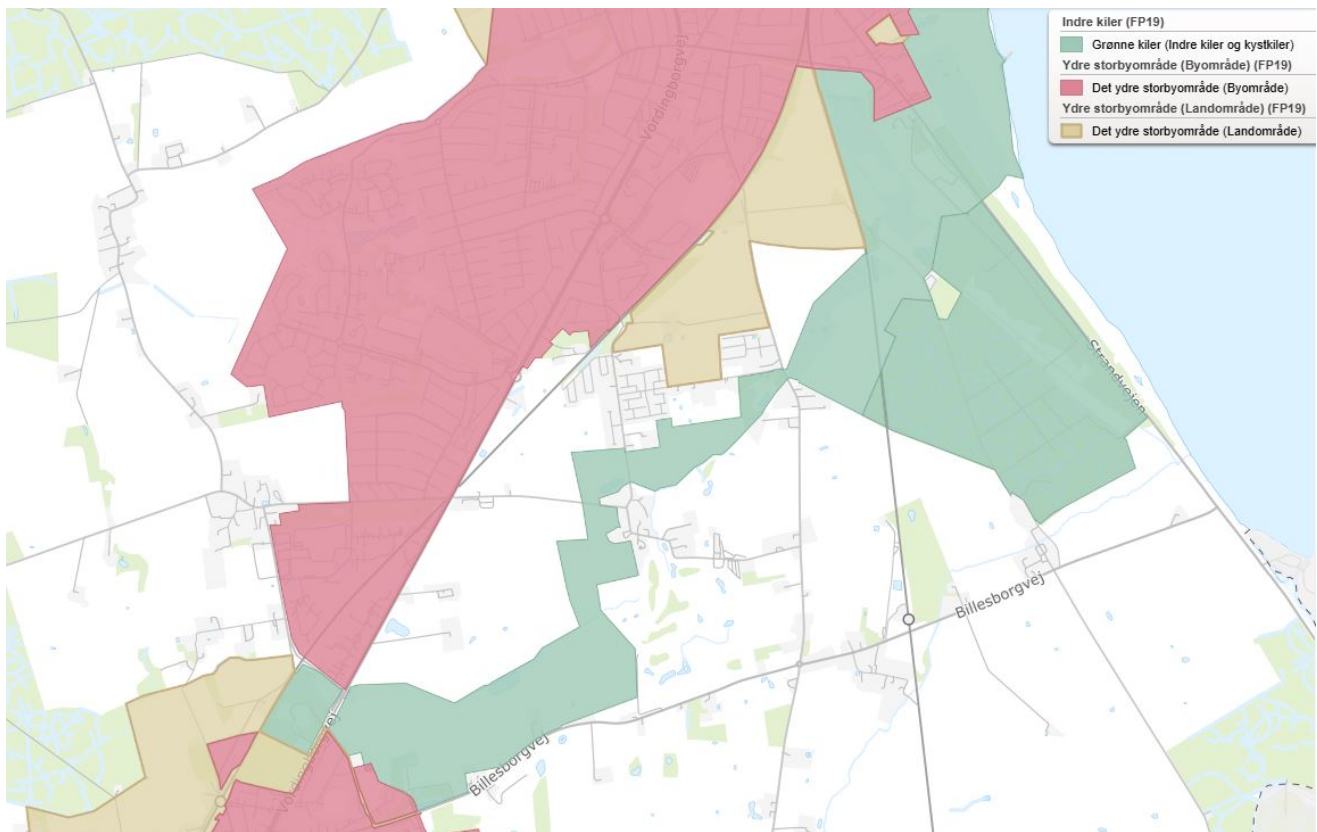 Indre kiler (FP19)
Grønne kiler (Indre kiler og kystkiler)
Ydre storbyområde (Byområde) (FP19)
Det ydre storbyområde (Byområde)
Ydre storbyområde (Landområde) (FP19)
Det ydre storbyområde (Landområde)
Vordingborgvej
Strandvejen
Billesborgvej
Vordingborgvej
Billesborgvej